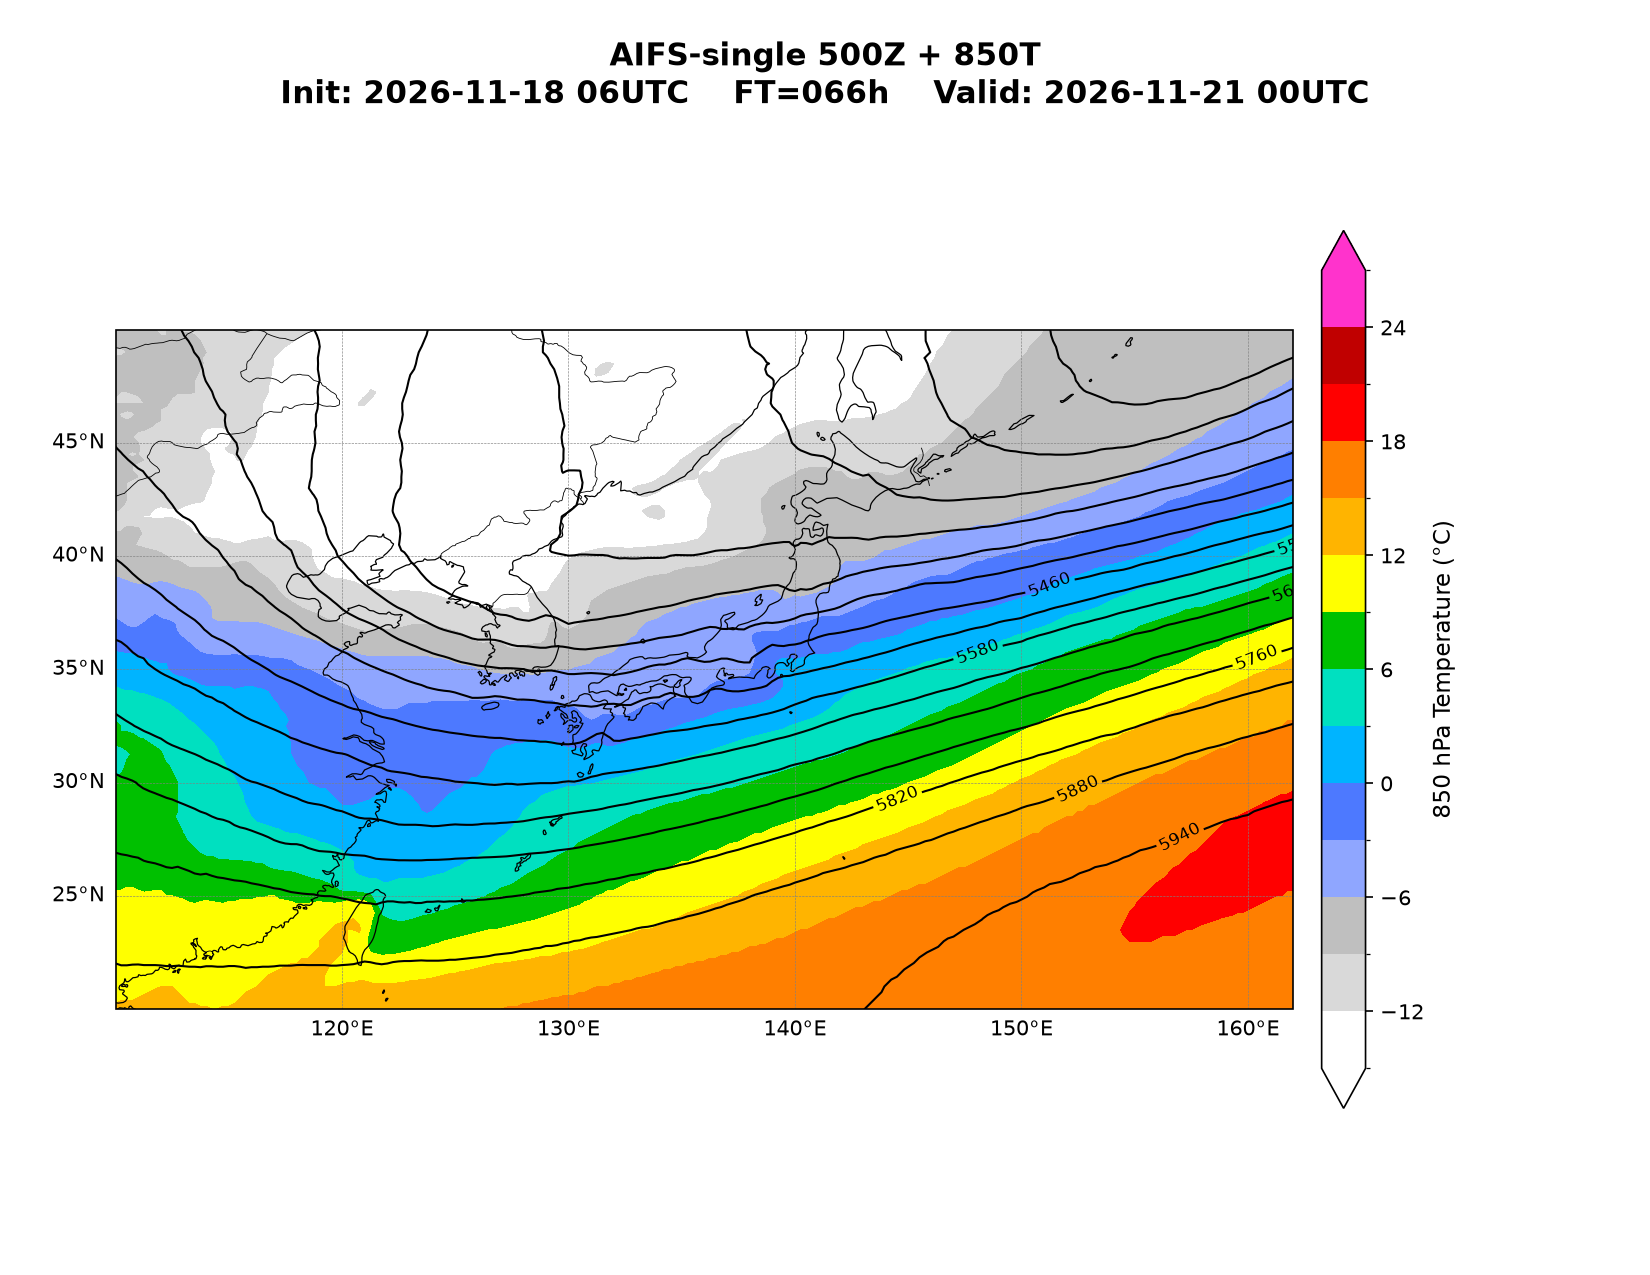 AIFS-single 500Z + 850T
Init: 2026-11-18 06UTC    FT=066h    Valid: 2026-11-21 00UTC
24
18
12
6
0
−6
−12
850 hPa Temperature (°C)
45°N
40°N
35°N
30°N
25°N
5460
5580
5760
5820
5880
5940
120°E
130°E
140°E
150°E
160°E